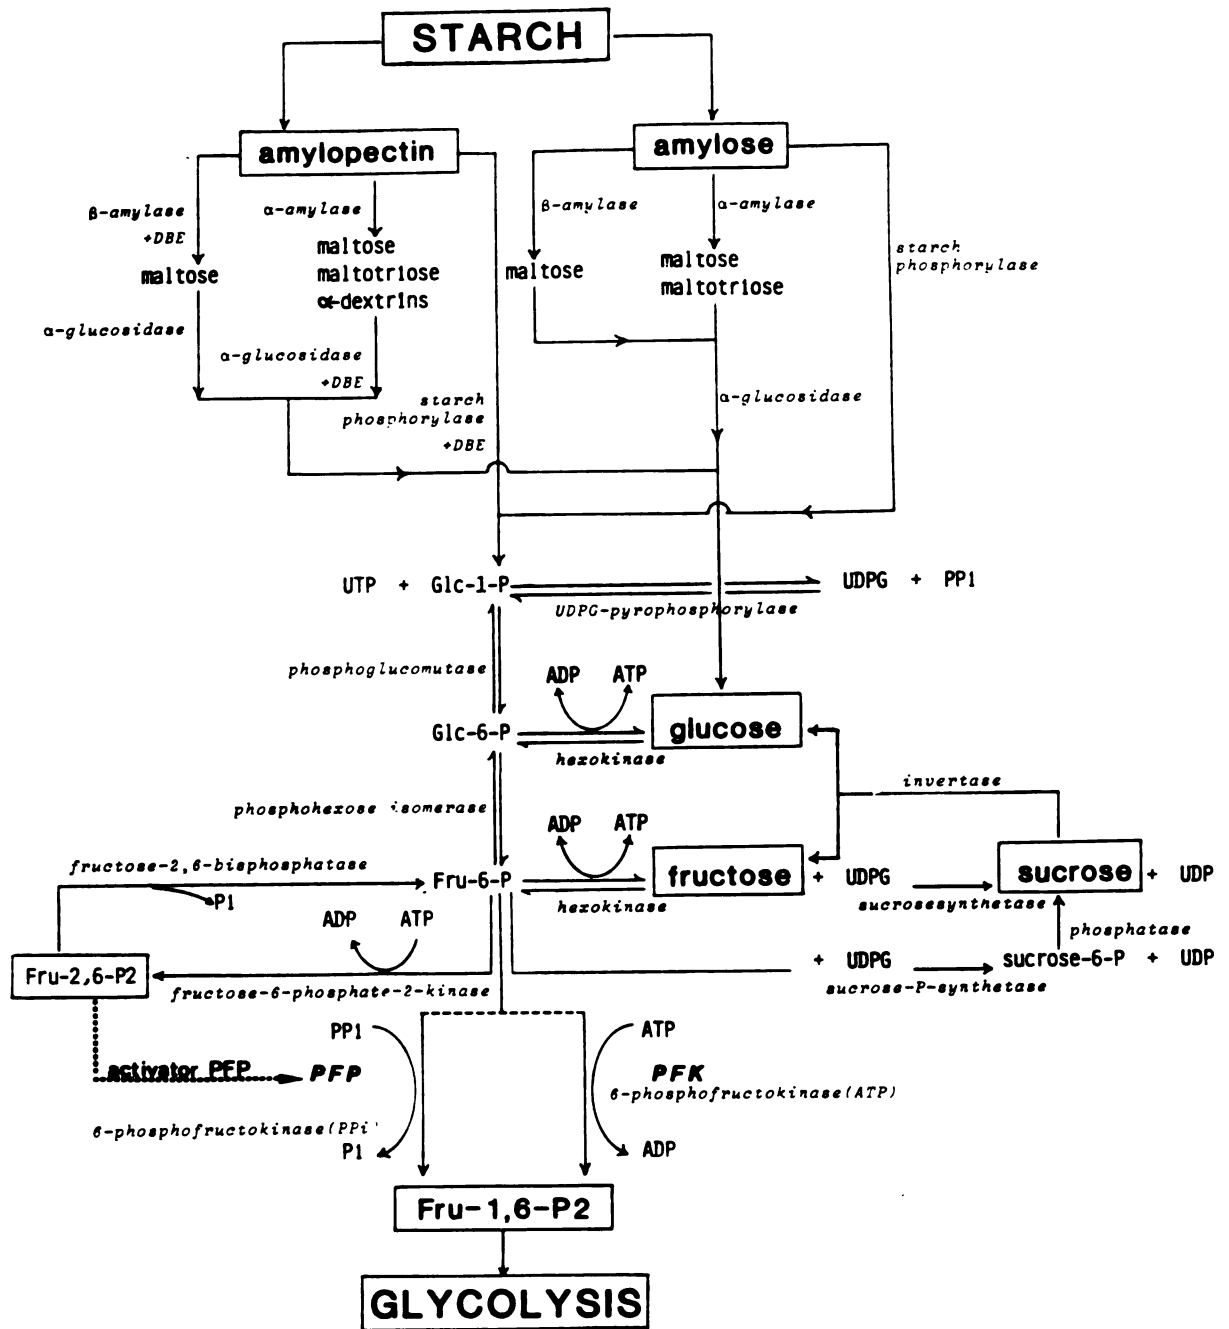 STARCH
amylopectin
amylose
β-amylase
+DBE
α-amylase
β-amylase
α-amylase
starch
phosphorylase
maltose
maltose
maltotriose
α-dextrins
maltose
maltose
maltotriose
α-glucosidase
α-glucosidase
+DBE
starch
phosphorylase
+DBE
α-glucosidase
UTP + Glc-1-P
UDPG + PPi
UDPG-pyrophosphorylase
phosphoglucomutase
ADP ATP
Glc-6-P
glucose
hexokinase
invertase
phosphohexose isomerase
ADP ATP
fructose-2,6-bisphosphatase
Pi
Fru-6-P
fructose + UDPG
sucrose + UDP
hexokinase
sucrosesynthetase
phosphatase
ADP ATP
Fru-2,6-P2
fructose-6-phosphate-2-kinase
+ UDPG
sucrose-6-P + UDP
sucrose-P-synthetase
PPi
ATP
activator PFP
PFP
PFK
6-phosphofructokinase(ATP)
6-phosphofructokinase(PPi)
Pi
ADP
Fru-1,6-P2
GLYCOLYSIS